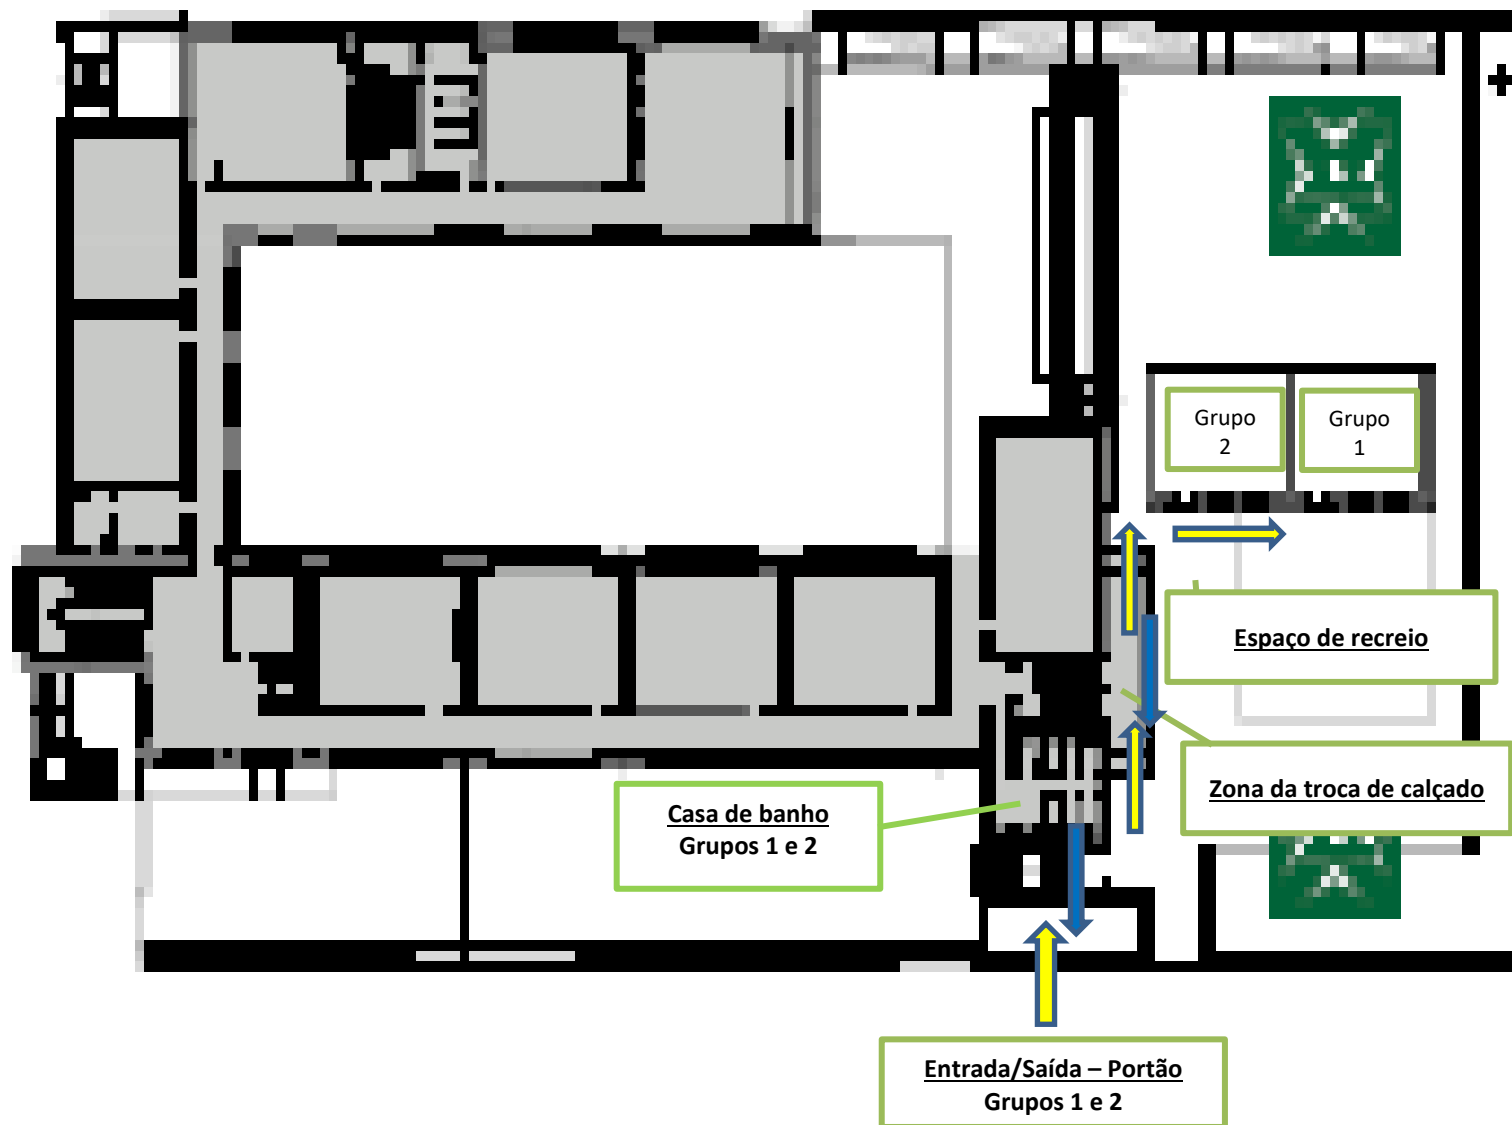 Grupo
2
Grupo
1
Espaço de recreio
Zona da troca de calçado
Casa de banho
Grupos 1 e 2
Entrada/Saída – Portão
Grupos 1 e 2